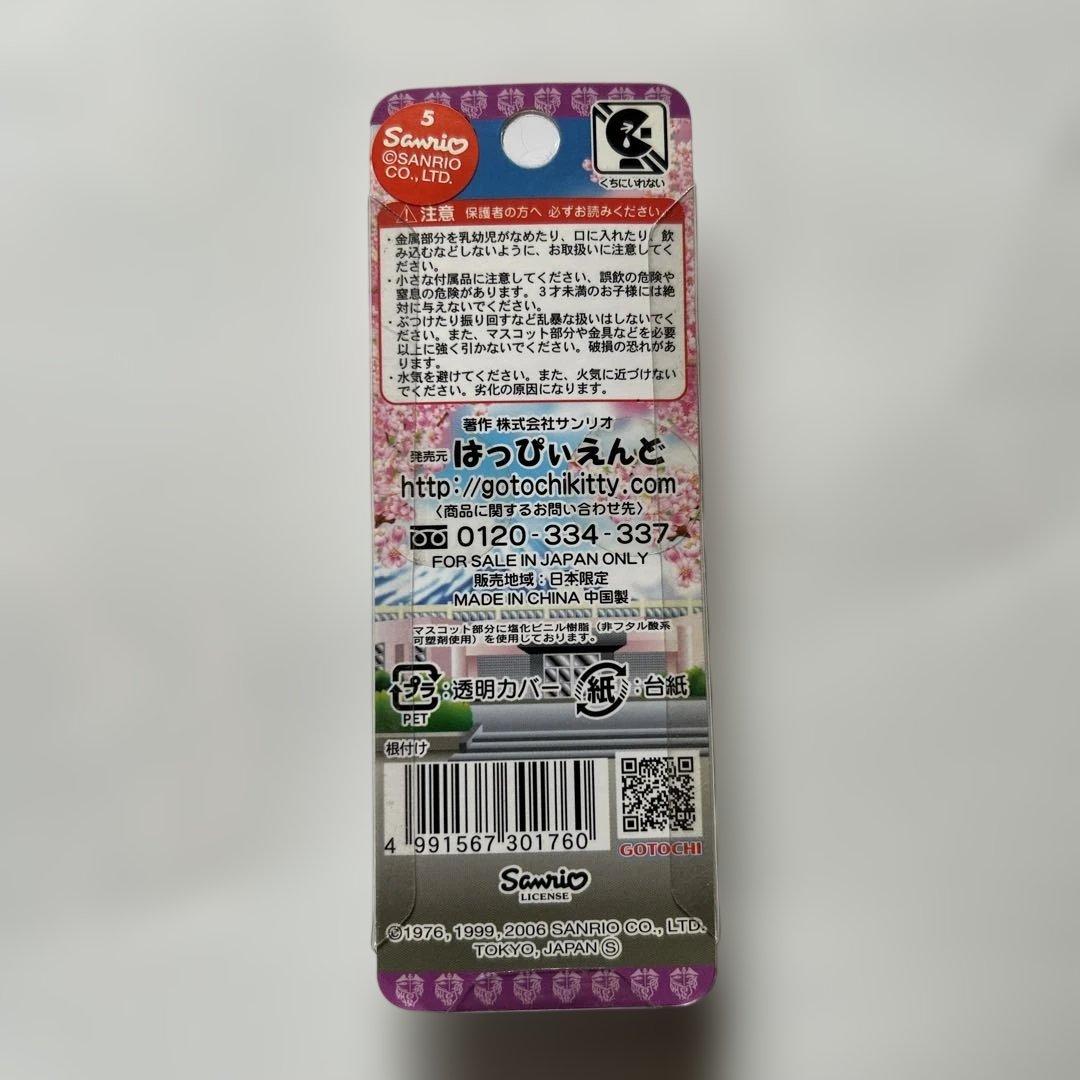 5
Sanrio
©SANRIO
CO., LTD.
くちにいれない
注意 保護者の方へ 必ずお読みください。
・金属部分を乳幼児がなめたり、口に入れたり、飲
み込むなどしないように、お取扱いに注意してく
ださい。
・小さな付属品に注意してください、誤飲の危険や
窒息の危険があります。3才未満のお子様には絶
対に与えないでください。
・ぶつけたり振り回すなど乱暴な扱いはしないでく
ださい。また、マスコット部分や金具などを必要
以上に強く引かないでください。破損の恐れがあ
ります。
・水気を避けてください。また、火気に近づけない
でください。劣化の原因になります。
著作 株式会社サンリオ
発売元 はっぴぃえんど
http://gotochikitty.com
〈商品に関するお問い合わせ先〉
0120-334-337
FOR SALE IN JAPAN ONLY
販売地域：日本限定
MADE IN CHINA 中国製
マスコット部分に塩化ビニル樹脂（非フタル酸系
可塑剤使用）を使用しております。
プラ：透明カバー 紙：台紙
PET
根付け
4 991567 301760
GOTOCHI
Sanrio
LICENSE
©1976, 1999, 2006 SANRIO CO., LTD.
TOKYO, JAPAN Ⓢ